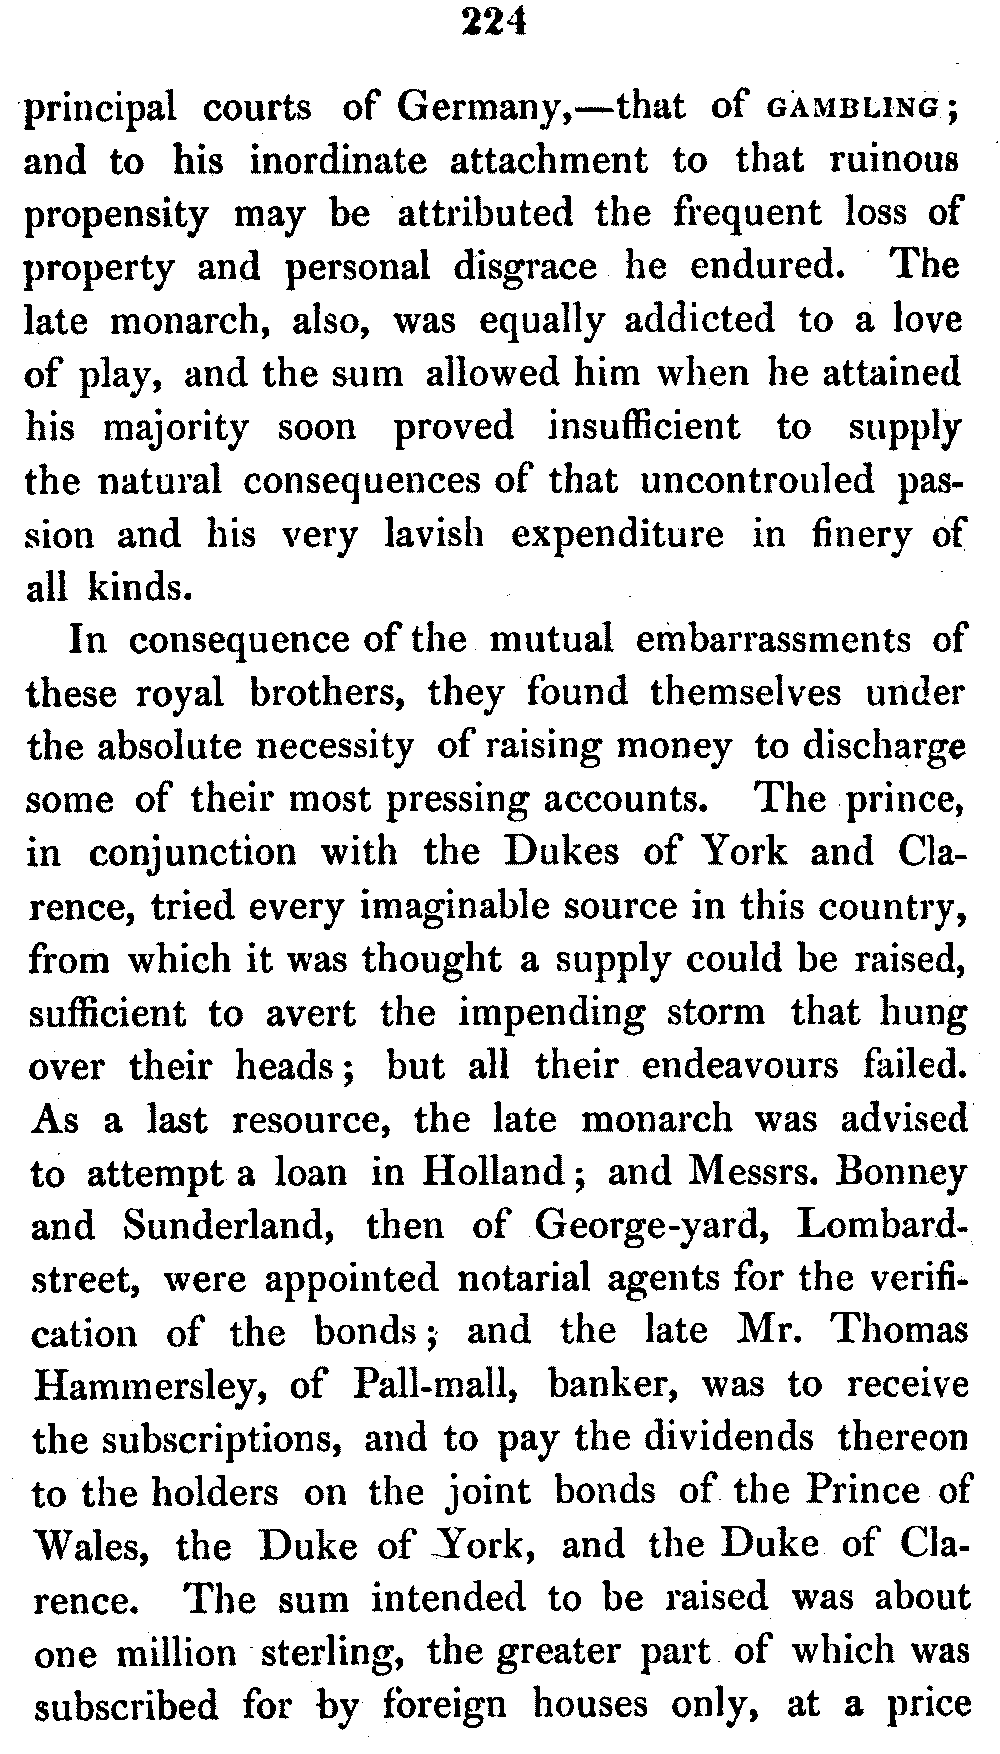 224
principal courts of Germany,—that of GAMBLING;
and to his inordinate attachment to that ruinous
propensity may be attributed the frequent loss of
property and personal disgrace he endured. The
late monarch, also, was equally addicted to a love
of play, and the sum allowed him when he attained
his majority soon proved insufficient to supply
the natural consequences of that uncontrouled pas-
sion and his very lavish expenditure in finery of
all kinds.
In consequence of the mutual embarrassments of
these royal brothers, they found themselves under
the absolute necessity of raising money to discharge
some of their most pressing accounts. The prince,
in conjunction with the Dukes of York and Cla-
rence, tried every imaginable source in this country,
from which it was thought a supply could be raised,
sufficient to avert the impending storm that hung
over their heads; but all their endeavours failed.
As a last resource, the late monarch was advised
to attempt a loan in Holland; and Messrs. Bonney
and Sunderland, then of George-yard, Lombard-
street, were appointed notarial agents for the verifi-
cation of the bonds; and the late Mr. Thomas
Hammersley, of Pall-mall, banker, was to receive
the subscriptions, and to pay the dividends thereon
to the holders on the joint bonds of the Prince of
Wales, the Duke of York, and the Duke of Cla-
rence. The sum intended to be raised was about
one million sterling, the greater part of which was
subscribed for by foreign houses only, at a price